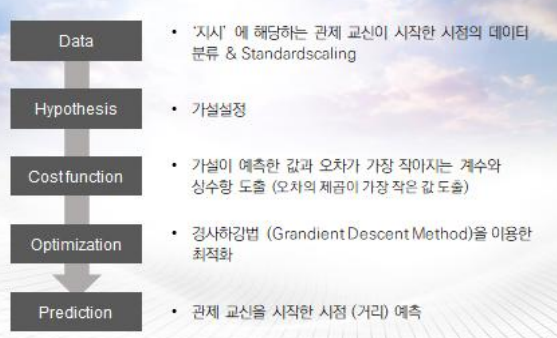 Data
• '지시' 에 해당하는 관제 교신이 시작한 시점의 데이터
분류 & Standardscaling
Hypothesis
• 가설설정
Costfunction
• 가설이 예측한 값과 오차가 가장 작아지는 계수와
상수항 도출 (오차의 제곱이 가장 작은 값 도출)
Optimization
• 경사하강법 (Grandient Descent Method)을 이용한
최적화
Prediction
• 관제 교신을 시작한 시점 (거리) 예측